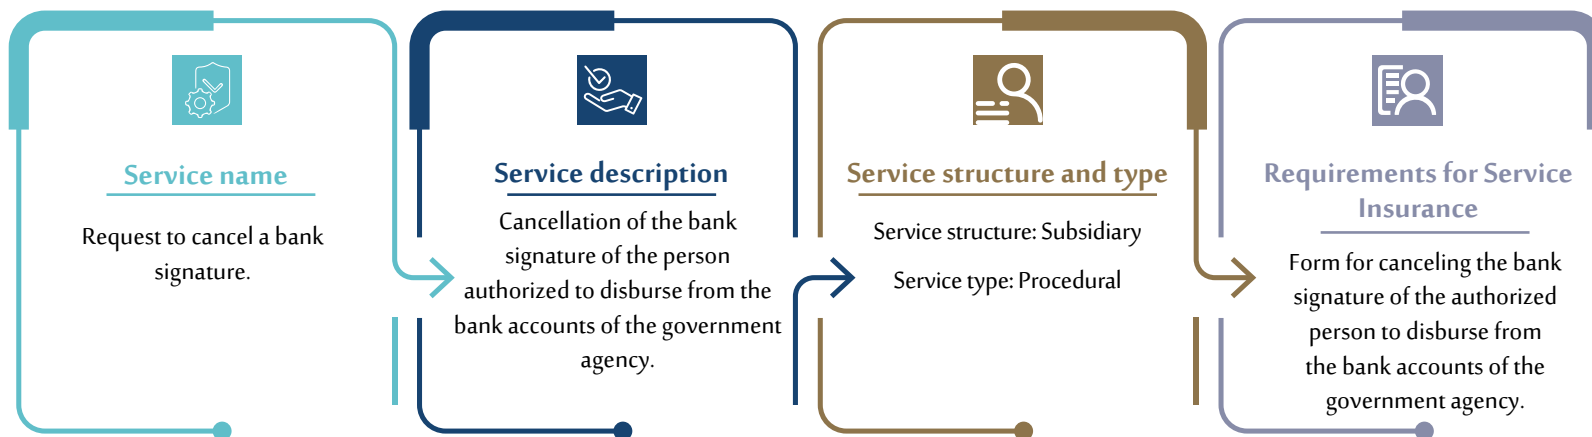 Service name
Request to cancel a bank
signature.
Service description
Cancellation of the bank
signature of the person
authorized to disburse from the
bank accounts of the government
agency.
Service structure and type
Service structure: Subsidiary
Service type: Procedural
Requirements for Service
Insurance
Form for canceling the bank
signature of the authorized
person to disburse from
the bank accounts of the
government agency.